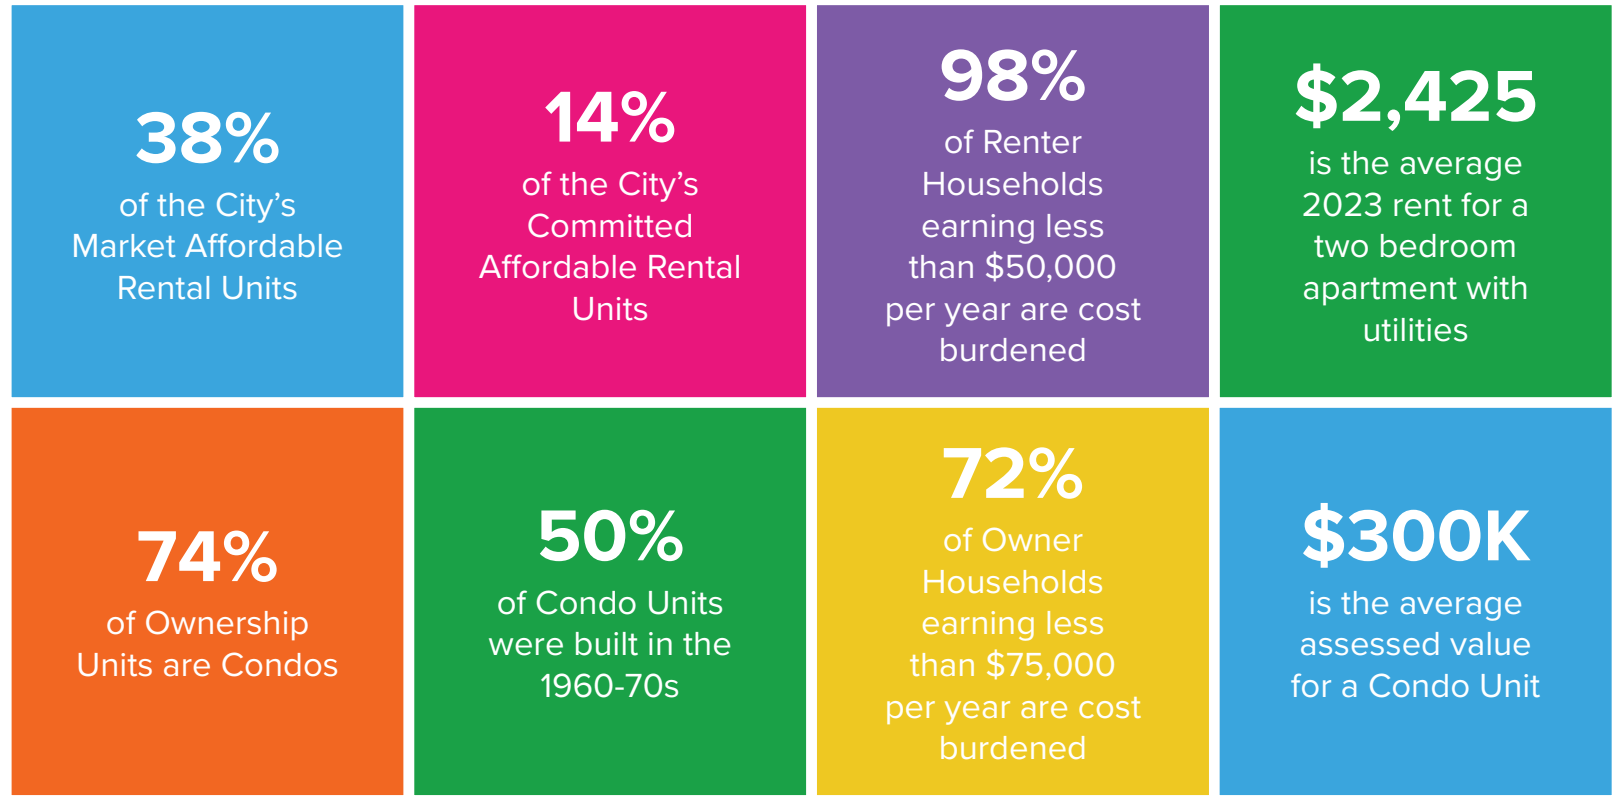 38%
of the City’s
Market Affordable
Rental Units
14%
of the City’s
Committed
Affordable Rental
Units
98%
of Renter
Households
earning less
than $50,000
per year are cost
burdened
$2,425
is the average
2023 rent for a
two bedroom
apartment with
utilities
74%
of Ownership
Units are Condos
50%
of Condo Units
were built in the
1960-70s
72%
of Owner
Households
earning less
than $75,000
per year are cost
burdened
$300K
is the average
assessed value
for a Condo Unit